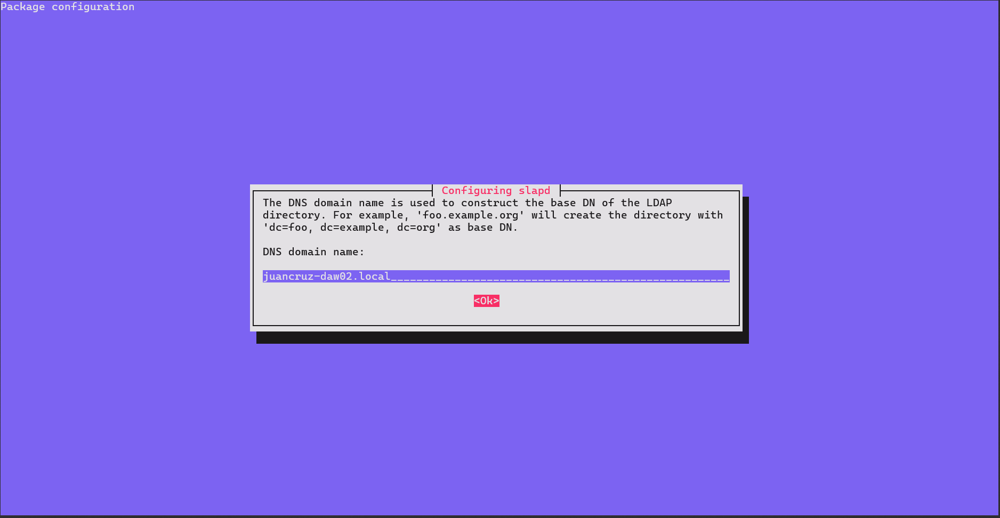 Package configuration
Configuring slapd
The DNS domain name is used to construct the base DN of the LDAP
directory. For example, 'foo.example.org' will create the directory with
'dc=foo, dc=example, dc=org' as base DN.
DNS domain name:
juancruz-daw02.local_____________________________________________________
<Ok>